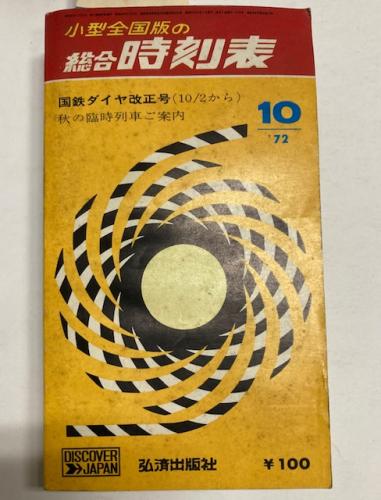 小型全国版の
総合時刻表
国鉄ダイヤ改正号(10/2から)
秋の臨時列車ご案内
10
'72
DISCOVER
JAPAN
弘済出版社
¥100